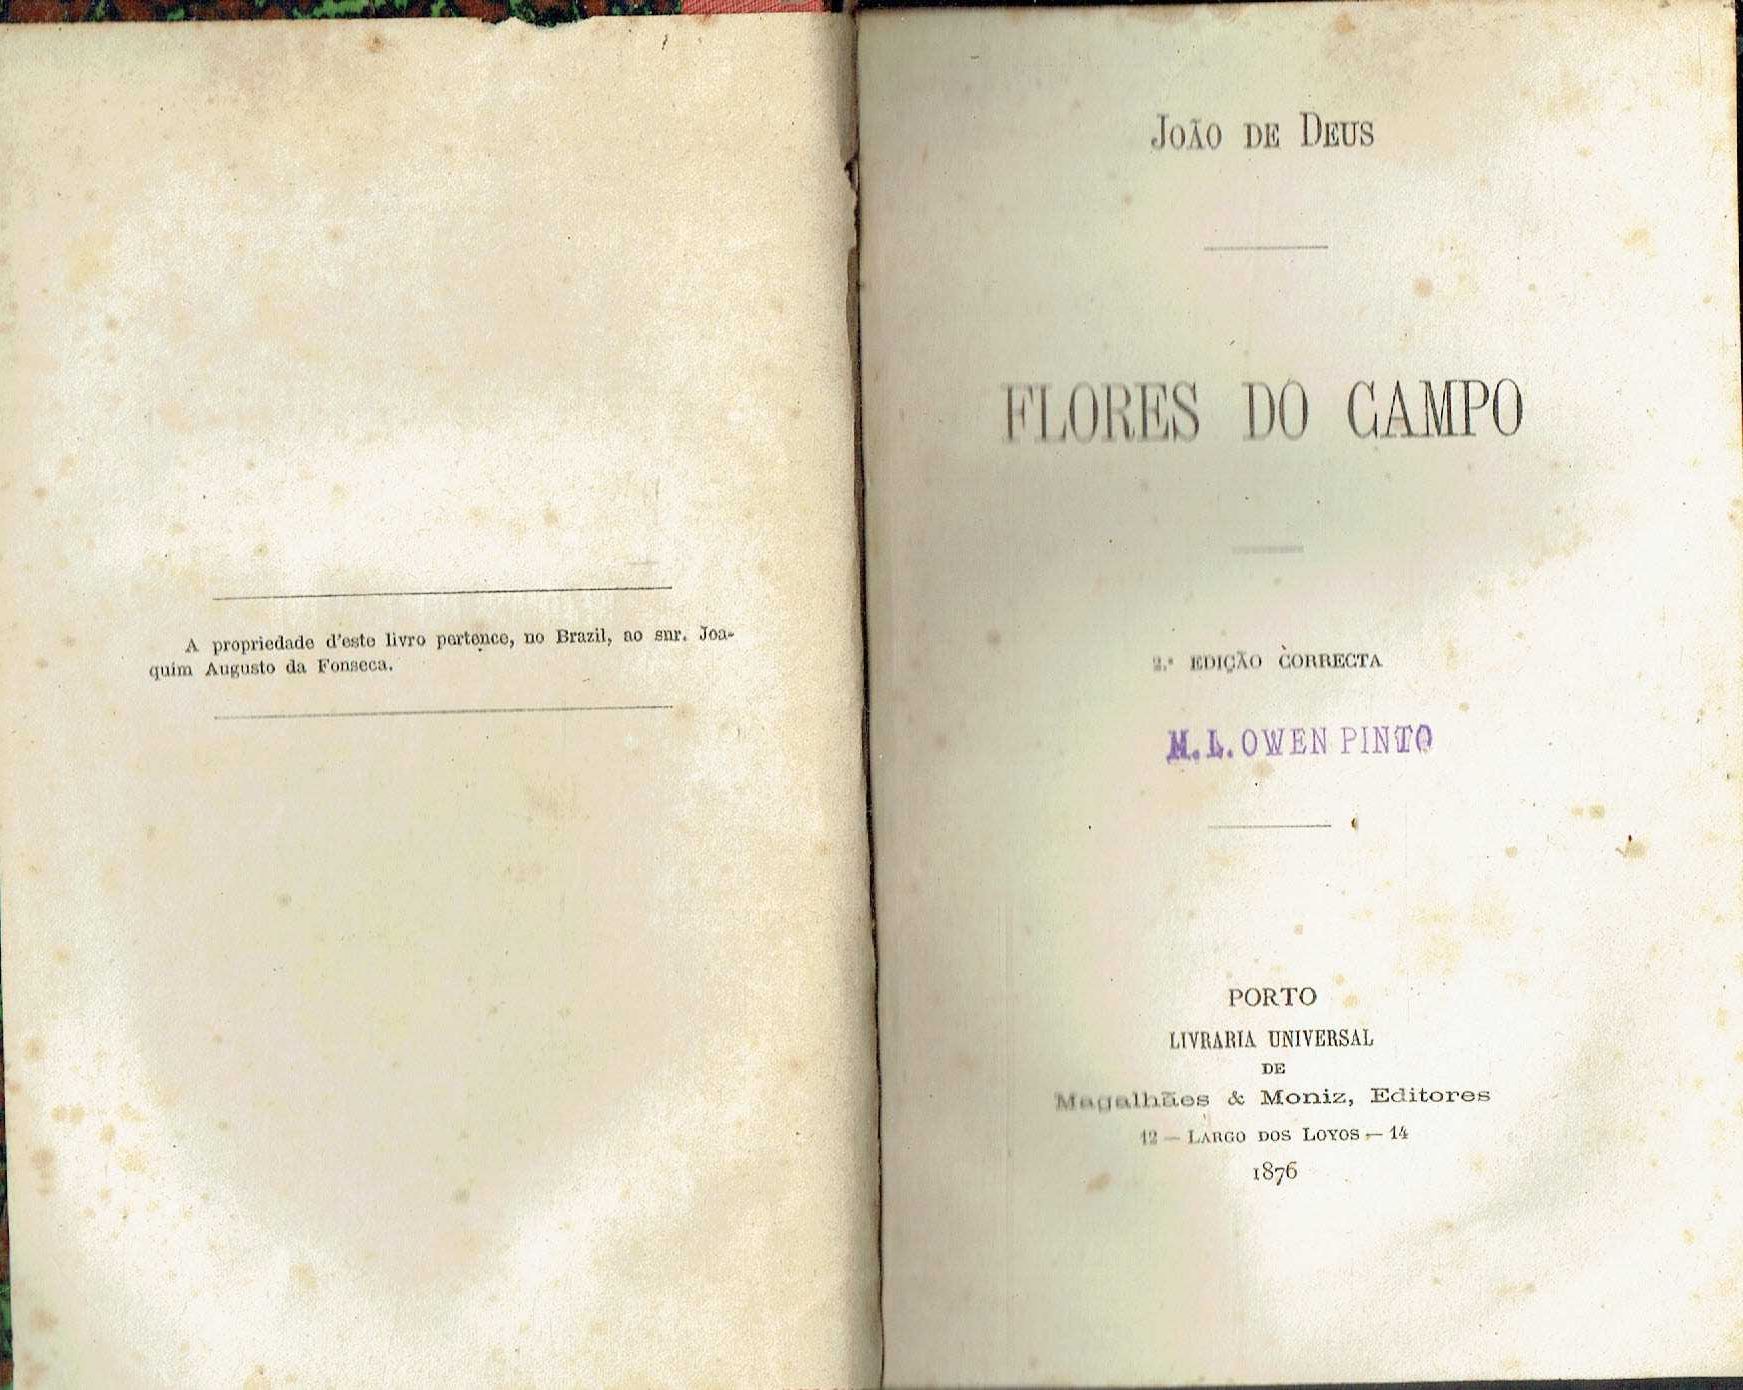 A propriedade d'este livro pertence, no Brazil, ao snr. Joa-
quim Augusto da Fonseca.
João de Deus
FLORES DO CAMPO
2.ª EDIÇÃO CORRECTA
M. L. OWEN PINTO
PORTO
LIVRARIA UNIVERSAL
DE
Magalhães & Moniz, Editores
12 — Largo dos Loyos — 14
1876